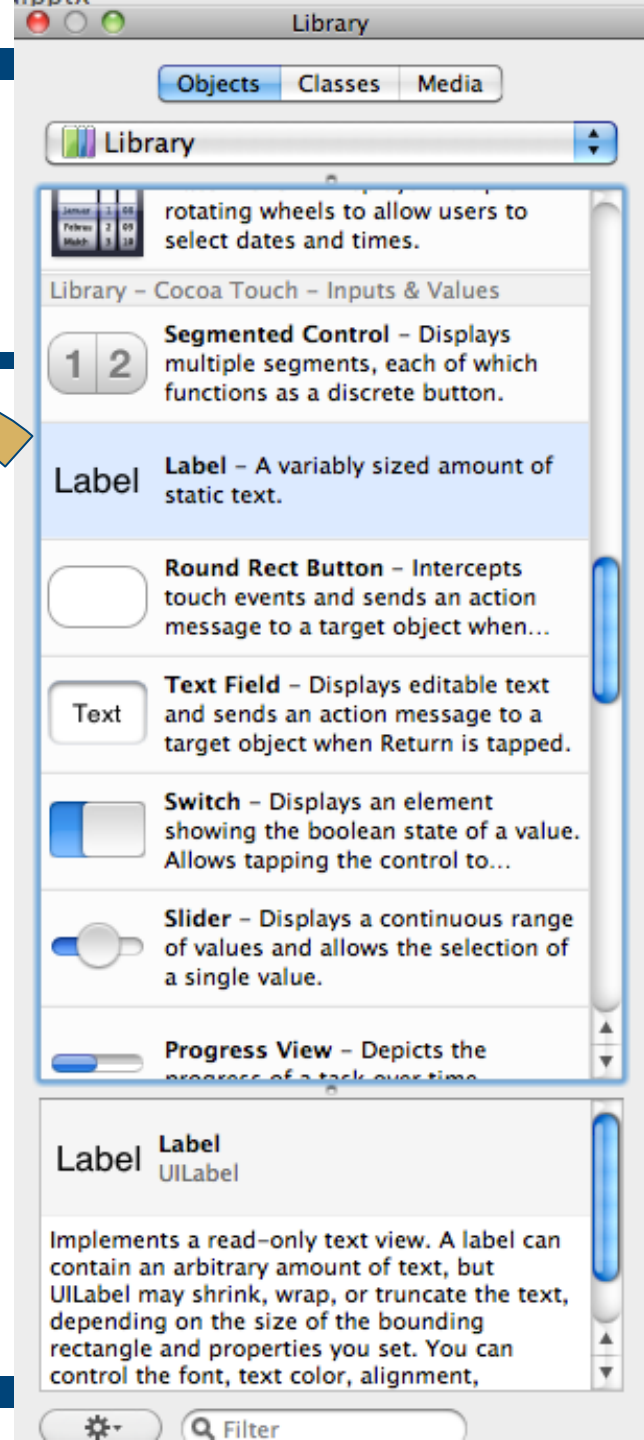 Library
Objects Classes Media
Library
rotating wheels to allow users to
select dates and times.
Library – Cocoa Touch – Inputs & Values
1 2
Segmented Control – Displays
multiple segments, each of which
functions as a discrete button.
Label
Label – A variably sized amount of
static text.
Round Rect Button – Intercepts
touch events and sends an action
message to a target object when...
Text
Text Field – Displays editable text
and sends an action message to a
target object when Return is tapped.
Switch – Displays an element
showing the boolean state of a value.
Allows tapping the control to...
Slider – Displays a continuous range
of values and allows the selection of
a single value.
Progress View – Depicts the
progress of a task over time
Label
Label
UILabel
Implements a read-only text view. A label can
contain an arbitrary amount of text, but
UILabel may shrink, wrap, or truncate the text,
depending on the size of the bounding
rectangle and properties you set. You can
control the font, text color, alignment,
Filter